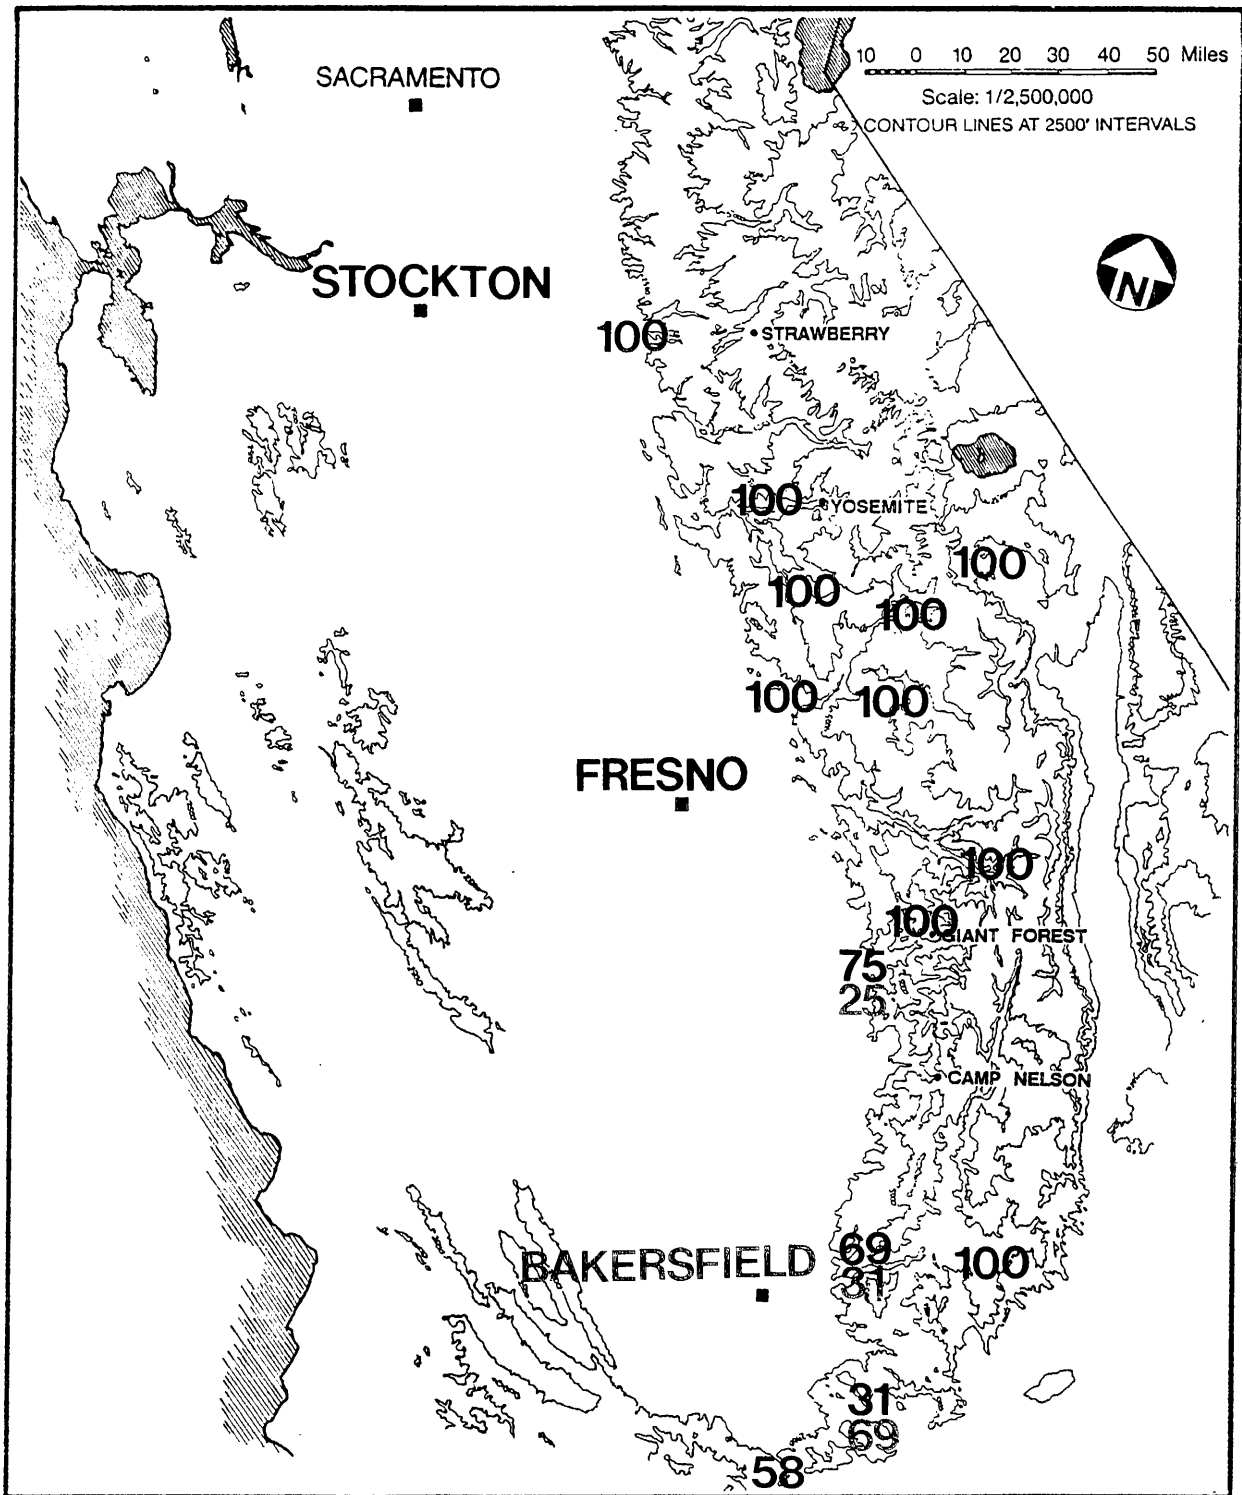 10 0 10 20 30 40 50 Miles
Scale: 1/2,500,000
CONTOUR LINES AT 2500' INTERVALS
SACRAMENTO
N
STOCKTON
100
STRAWBERRY
100
YOSEMITE
100
100
100
100
100
FRESNO
100
100
GIANT FOREST
75
25
CAMP NELSON
69
31
100
BAKERSFIELD
31
69
58